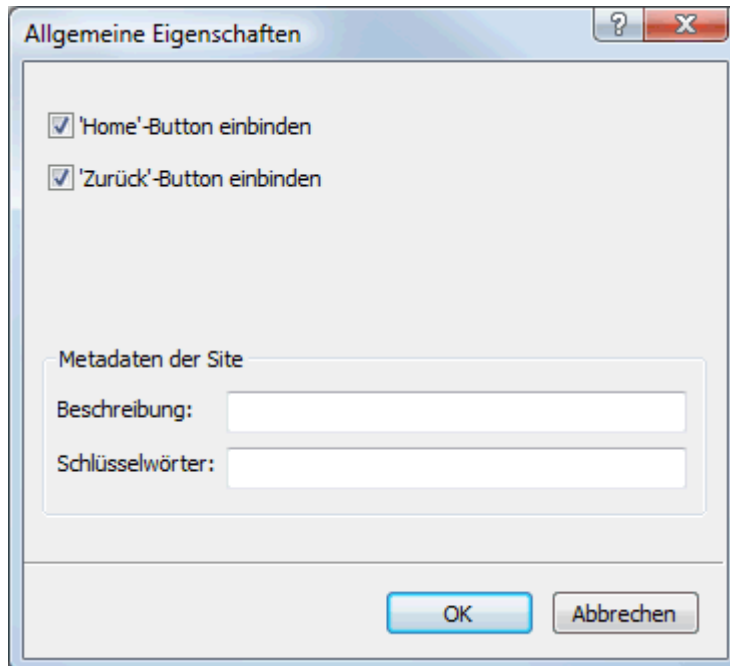 Allgemeine Eigenschaften
'Home'-Button einbinden
'Zurück'-Button einbinden
Metadaten der Site
Beschreibung:
Schlüsselwörter:
OK Abbrechen